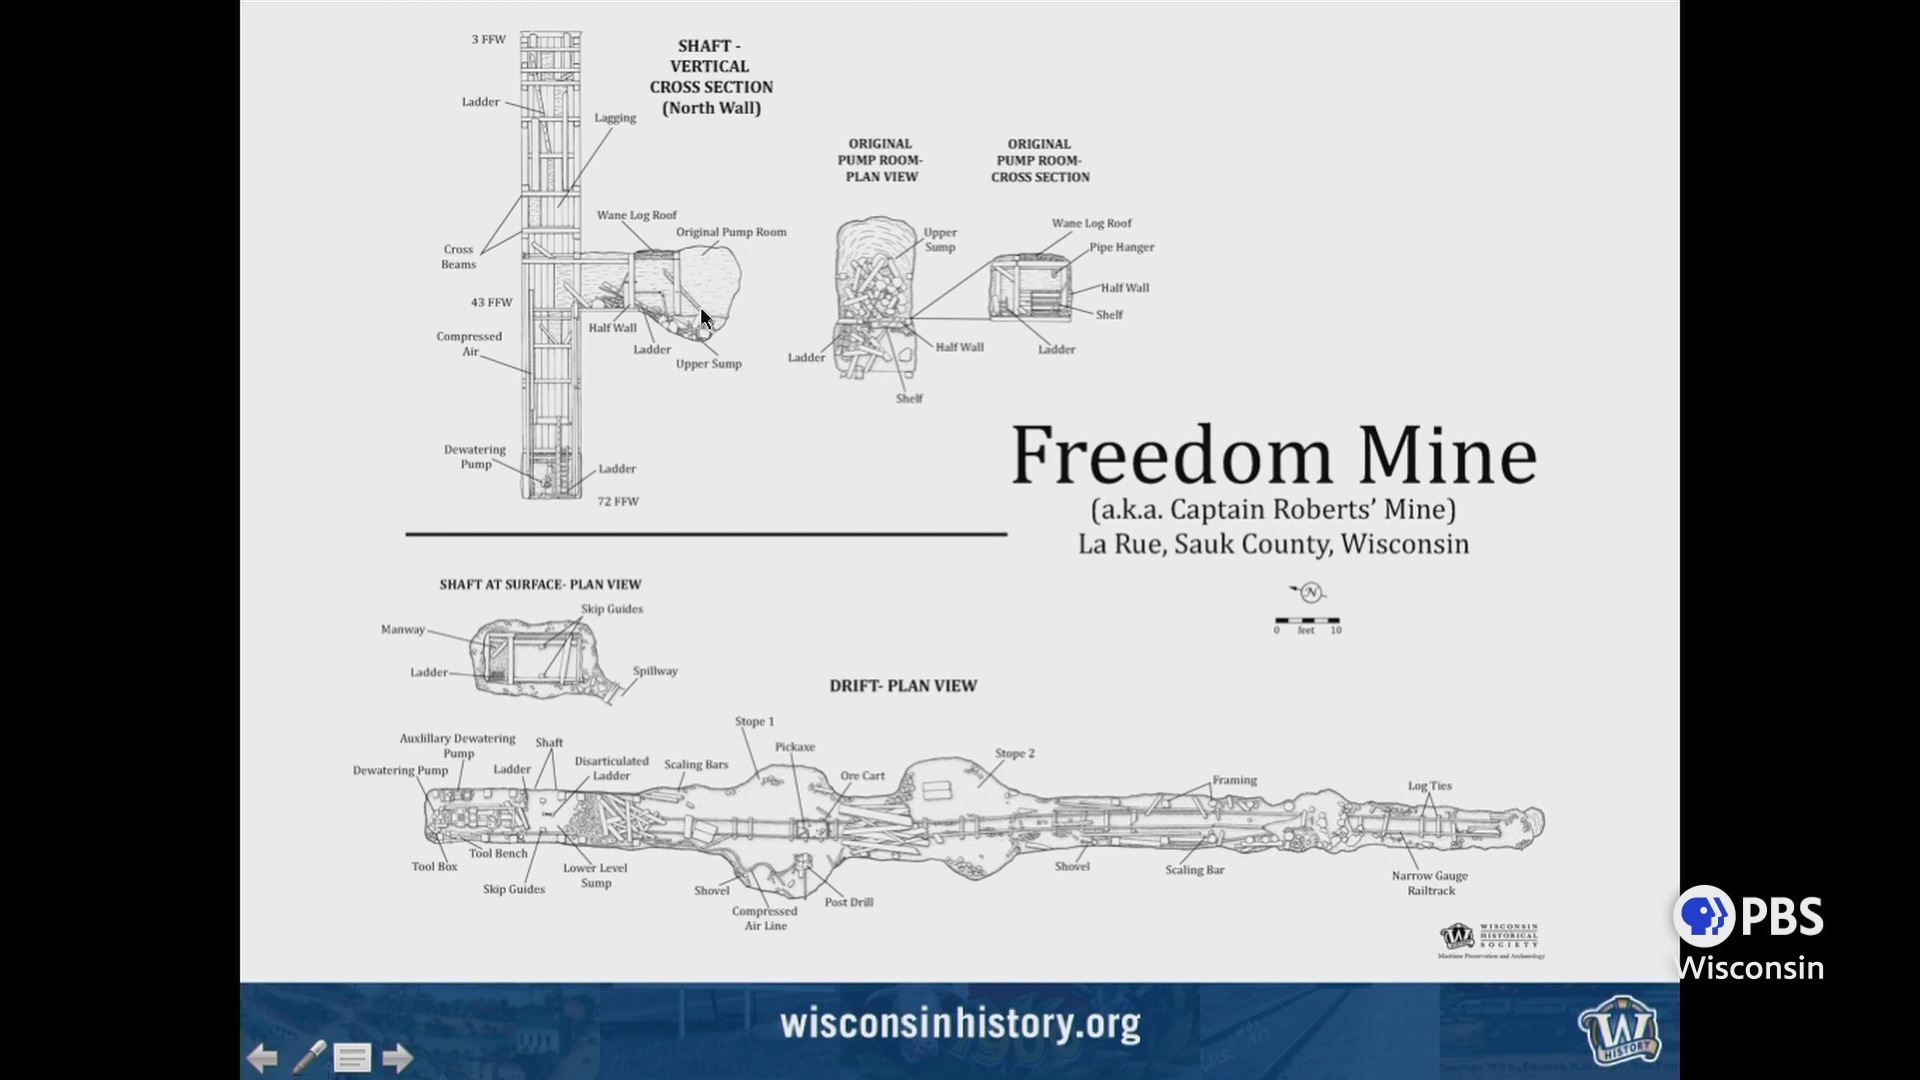 3 FFW
SHAFT -
VERTICAL
CROSS SECTION
(North Wall)
Ladder
Lagging
Cross
Beams
Wane Log Roof
Original Pump Room
43 FFW
Half Wall
Compressed
Air
Ladder
Upper Sump
Dewatering
Pump
Ladder
72 FFW
ORIGINAL
PUMP ROOM-
PLAN VIEW
Upper
Sump
Ladder
Half Wall
Shelf
ORIGINAL
PUMP ROOM-
CROSS SECTION
Wane Log Roof
Pipe Hanger
Half Wall
Shelf
Ladder
Freedom Mine
(a.k.a. Captain Roberts’ Mine)
La Rue, Sauk County, Wisconsin
N
0 feet 10
SHAFT AT SURFACE- PLAN VIEW
Skip Guides
Manway
Ladder
Spillway
DRIFT- PLAN VIEW
Auxlillary Dewatering
Pump
Dewatering Pump
Ladder
Shaft
Disarticulated
Ladder
Scaling Bars
Stope 1
Pickaxe
Ore Cart
Stope 2
Framing
Log Ties
Tool Box
Tool Bench
Skip Guides
Lower Level
Sump
Shovel
Compressed
Air Line
Post Drill
Shovel
Scaling Bar
Narrow Gauge
Railtrack
W
WISCONSIN
HISTORICAL
SOCIETY
Maritime Preservation and Archaeology
PBS
Wisconsin
wisconsinhistory.org
W
HISTORY